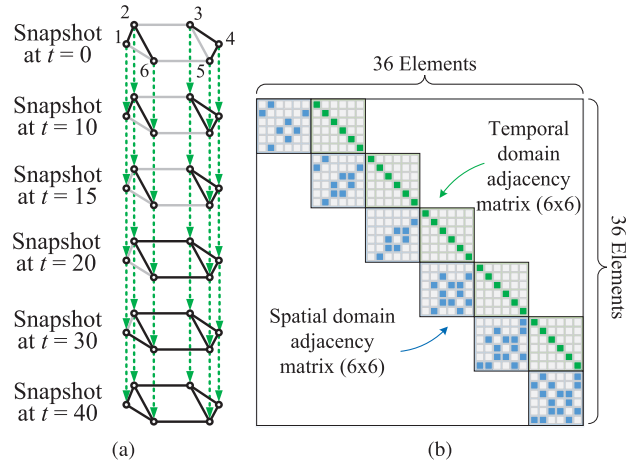 Snapshot
at t = 0
2
3
1
4
6
5
Snapshot
at t = 10
Snapshot
at t = 15
Snapshot
at t = 20
Snapshot
at t = 30
Snapshot
at t = 40
(a)
36 Elements
36 Elements
Temporal
domain
adjacency
matrix (6x6)
Spatial domain
adjacency
matrix (6x6)
(b)